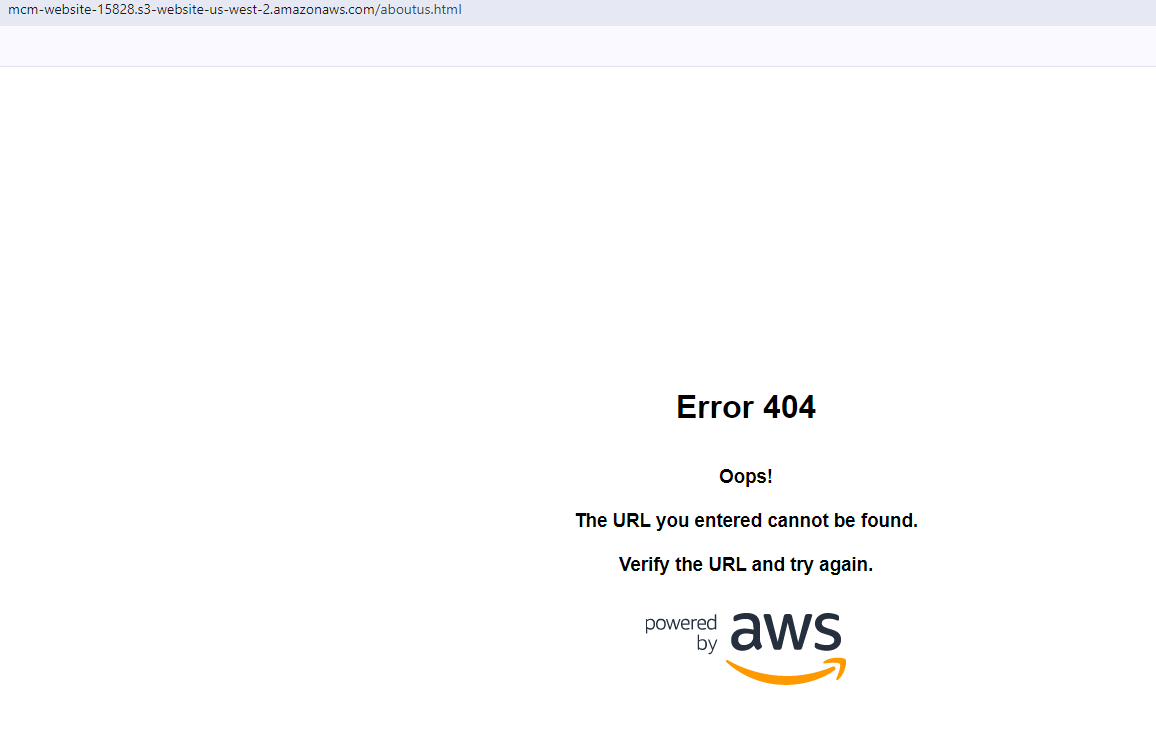 mcm-website-15828.s3-website-us-west-2.amazonaws.com/aboutus.html
Error 404
Oops!
The URL you entered cannot be found.
Verify the URL and try again.
powered
by
aws